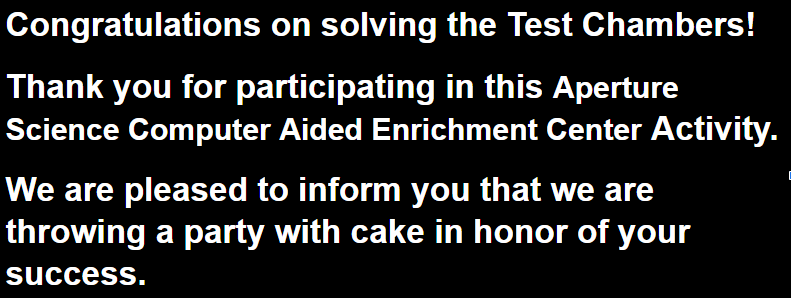 Congratulations on solving the Test Chambers!
Thank you for participating in this Aperture
Science Computer Aided Enrichment Center Activity.
We are pleased to inform you that we are
throwing a party with cake in honor of your
success.